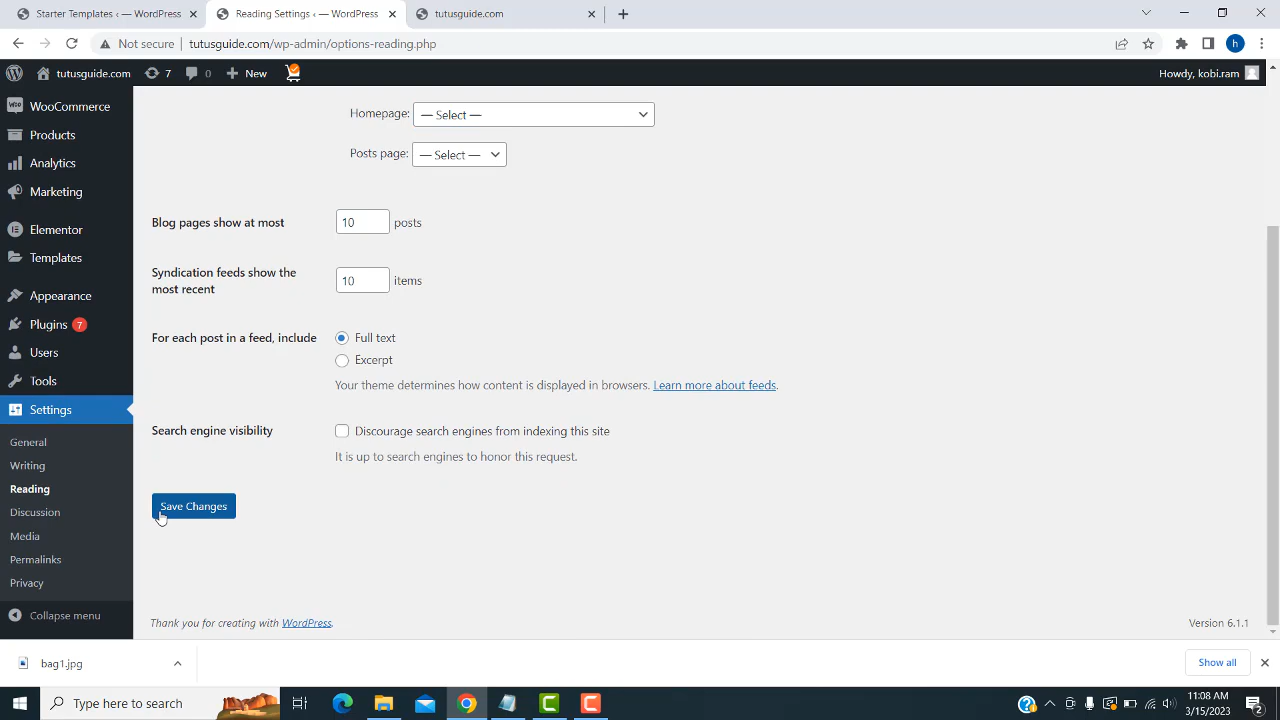 Starter Templates ‹ — WordPress
Reading Settings ‹ — WordPress
tutusguide.com
Not secure
tutusguide.com/wp-admin/options-reading.php
h
tutusguide.com
7
0
New
Howdy, kobi.ram
WooCommerce
Products
Analytics
Marketing
Elementor
Templates
Appearance
Plugins 7
Users
Tools
Settings
General
Writing
Reading
Discussion
Media
Permalinks
Privacy
Collapse menu
Homepage: — Select —
Posts page: — Select —
Blog pages show at most 10 posts
Syndication feeds show the
most recent
10 items
For each post in a feed, include
Full text
Excerpt
Your theme determines how content is displayed in browsers. Learn more about feeds.
Search engine visibility
Discourage search engines from indexing this site
It is up to search engines to honor this request.
Save Changes
Thank you for creating with WordPress.
Version 6.1.1
bag1.jpg
Show all
Type here to search
11:08 AM
3/15/2023
2